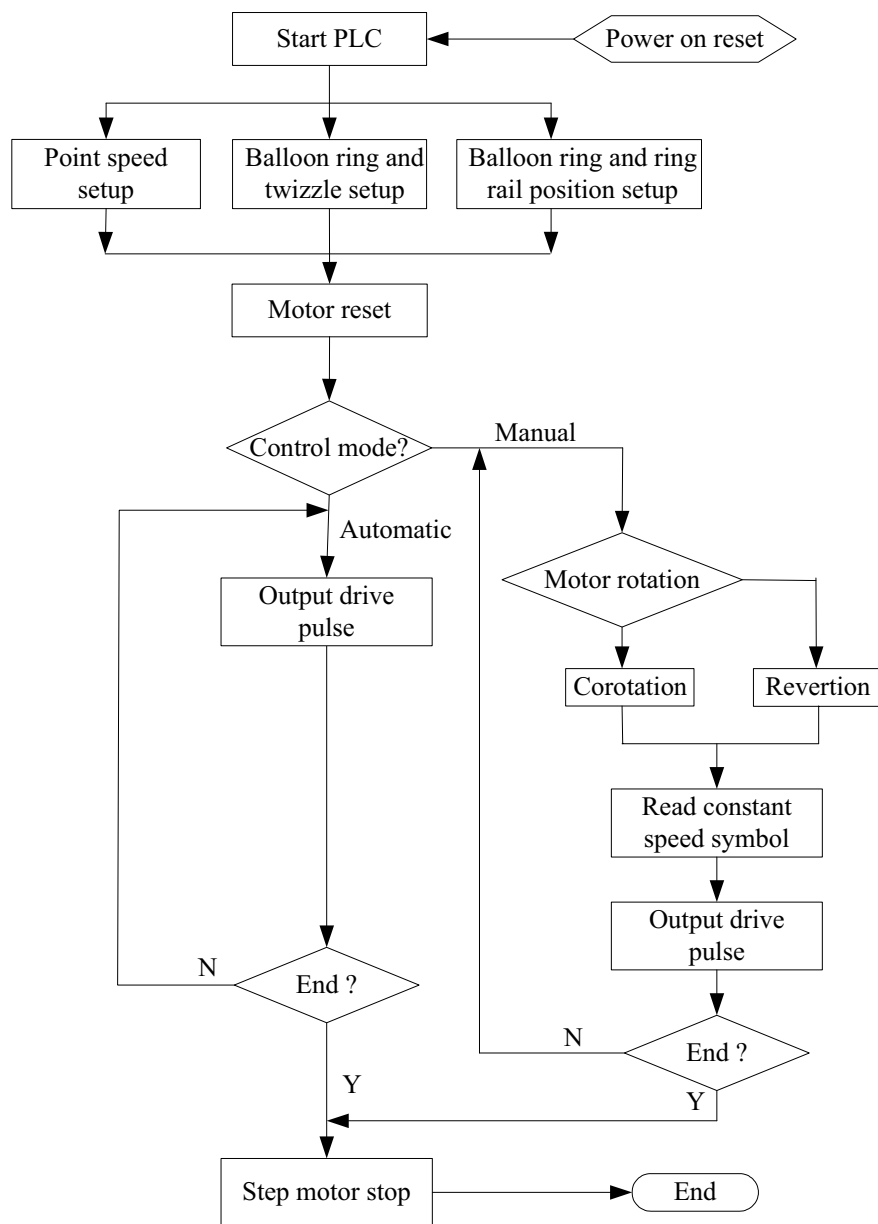 Start PLC
Power on reset
Point speed
setup
Balloon ring and
twizzle setup
Balloon ring and ring
rail position setup
Motor reset
Control mode?
Manual
Automatic
Motor rotation
Output drive
pulse
Corotation
Revertion
Read constant
speed symbol
Output drive
pulse
N
End ?
N
End ?
Y
Y
Step motor stop
End